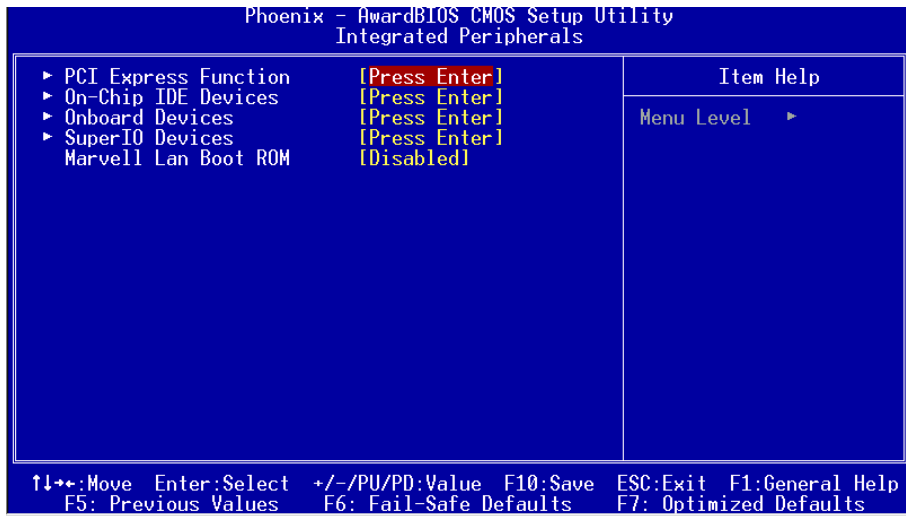 Phoenix - AwardBIOS CMOS Setup Utility
Integrated Peripherals
► PCI Express Function [Press Enter]
► On-Chip IDE Devices [Press Enter]
► Onboard Devices [Press Enter]
► SuperIO Devices [Press Enter]
Marvell Lan Boot ROM [Disabled]
Item Help
Menu Level ►
↑↓→←:Move Enter:Select +/-/PU/PD:Value F10:Save ESC:Exit F1:General Help
F5: Previous Values F6: Fail-Safe Defaults F7: Optimized Defaults